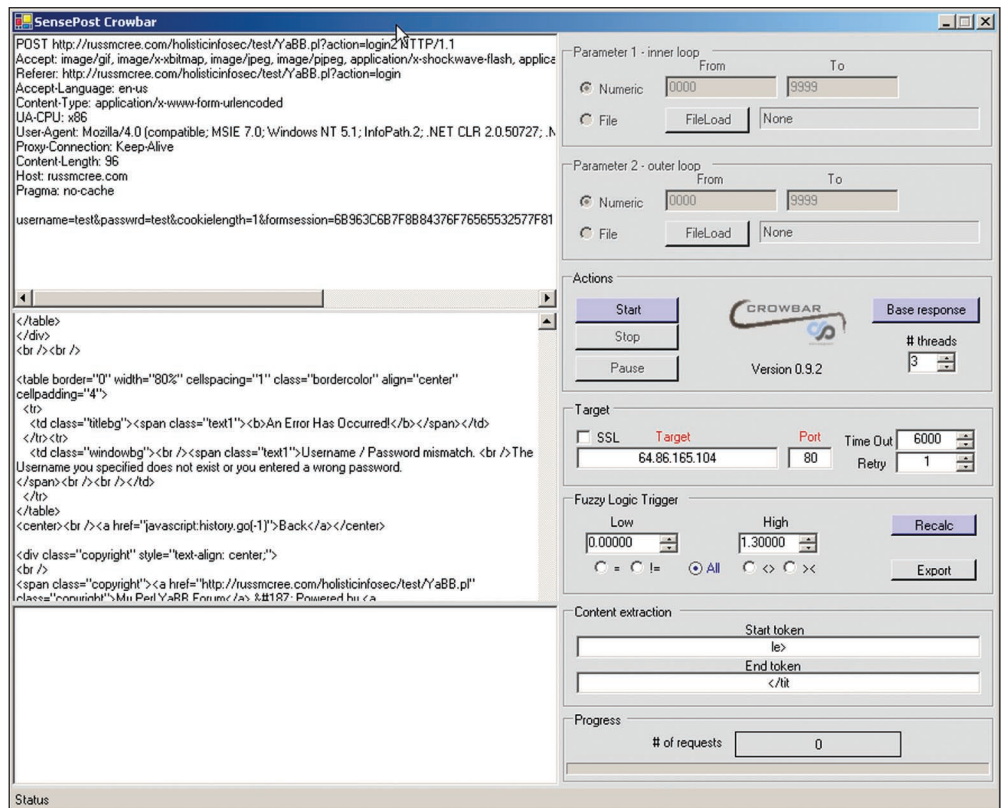 SensePost Crowbar
POST http://russmcree.com/holisticinfosec/test/YaBB.pl?action=login2 HTTP/1.1
Accept: image/gif, image/x-xbitmap, image/jpeg, image/pjpeg, application/x-shockwave-flash, applica
Referer: http://russmcree.com/holisticinfosec/test/YaBB.pl?action=login
Accept-Language: en-us
Content-Type: application/x-www-form-urlencoded
UA-CPU: x86
User-Agent: Mozilla/4.0 (compatible; MSIE 7.0; Windows NT 5.1; InfoPath.2; .NET CLR 2.0.50727; .N
Proxy-Connection: Keep-Alive
Content-Length: 96
Host: russmcree.com
Pragma: no-cache
username=test&passwrd=test&cookielength=1&formsession=6B963C6B7F8B84376F76565532577F81
</table>
</div>
<br /><br />
<table border="0" width="80%" cellspacing="1" class="bordercolor" align="center"
cellpadding="4">
<tr>
<td class="titlebg"><span class="text1"><b>An Error Has Occurred!</b></span></td>
</tr><tr>
<td class="windowbg"><br /><span class="text1">Username / Password mismatch. <br />The
Username you specified does not exist or you entered a wrong password.
</span><br /><br /></td>
</tr>
</table>
<center><br /><a href="javascript:history.go(-1)">Back</a></center>
<div class="copyright" style="text-align: center;">
<br />
<span class="copyright"><a href="http://russmcree.com/holisticinfosec/test/YaBB.pl"
class="copyright">My Perl YaBB Forum</a> &#187; Powered by <a
Status
Parameter 1 - inner loop
From To
Numeric 0000 9999
File FileLoad None
Parameter 2 - outer loop
From To
Numeric 0000 9999
File FileLoad None
Actions
Start CROWBAR Base response
Stop # threads
Pause Version 0.9.2 3
Target
SSL Target Port Time Out 6000
64.86.165.104 80 Retry 1
Fuzzy Logic Trigger
Low High Recalc
0.00000 1.30000
= != All <> >< Export
Content extraction
Start token
le>
End token
</tit
Progress
# of requests 0